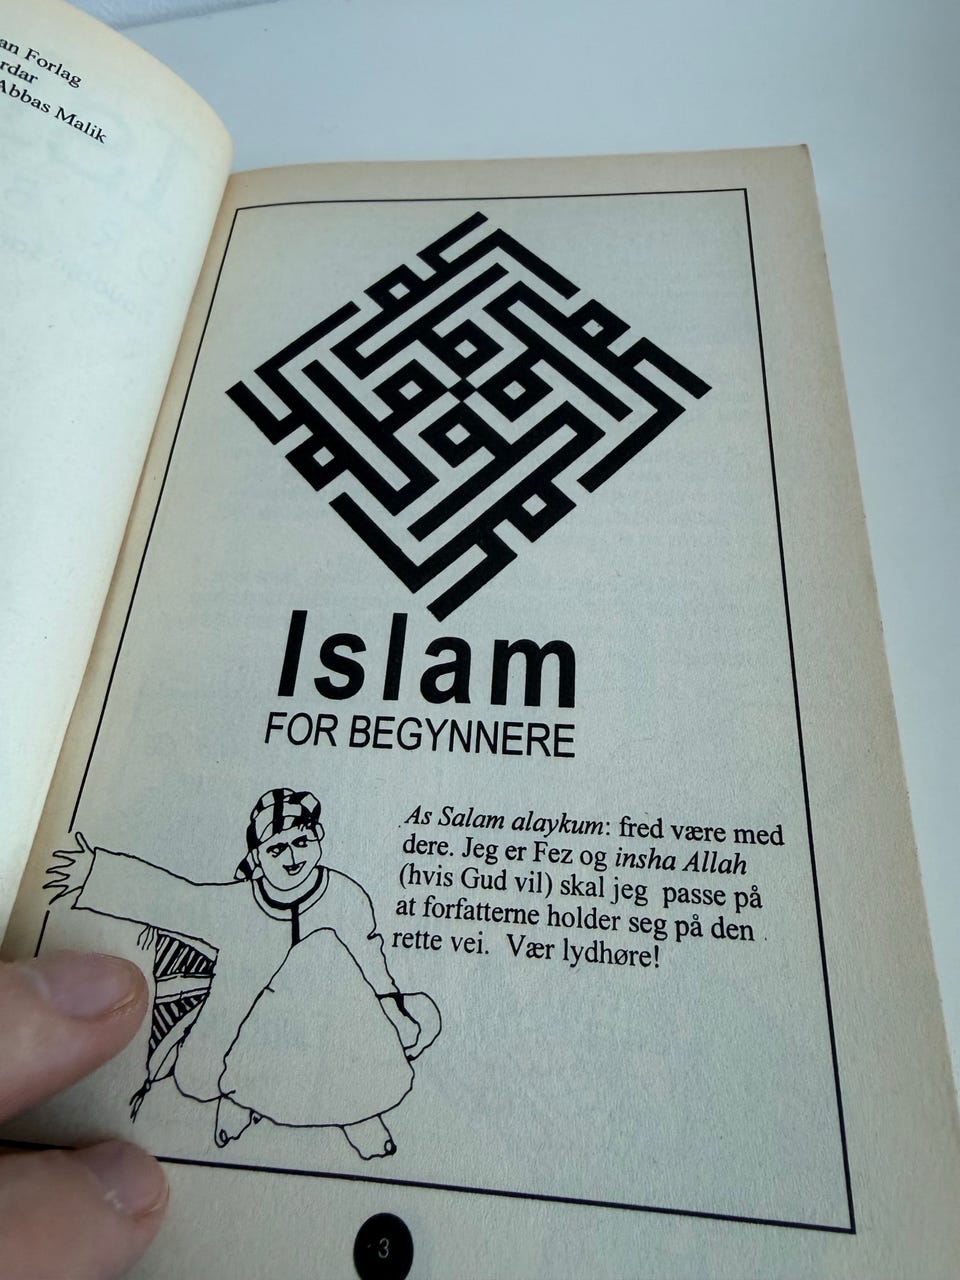 an Forlag
rdar
Abbas Malik
Islam
FOR BEGYNNERE
As Salam alaykum: fred være med
dere. Jeg er Fez og insha Allah
(hvis Gud vil) skal jeg passe på
at forfatterne holder seg på den
rette vei. Vær lydhøre!
3